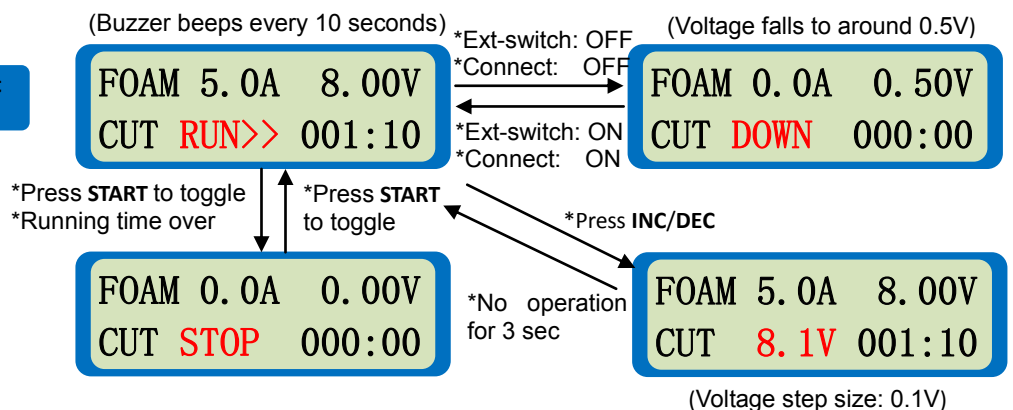 (Buzzer beeps every 10 seconds)
(Voltage falls to around 0.5V)
*Ext-switch: OFF
*Connect: OFF
FOAM 5.0A 8.00V
CUT RUN>> 001:10
FOAM 0.0A 0.50V
CUT DOWN 000:00
*Ext-switch: ON
*Connect: ON
*Press START to toggle
*Running time over
*Press START
to toggle
*Press INC/DEC
FOAM 0.0A 0.00V
CUT STOP 000:00
*No operation
for 3 sec
FOAM 5.0A 8.00V
CUT 8.1V 001:10
(Voltage step size: 0.1V)